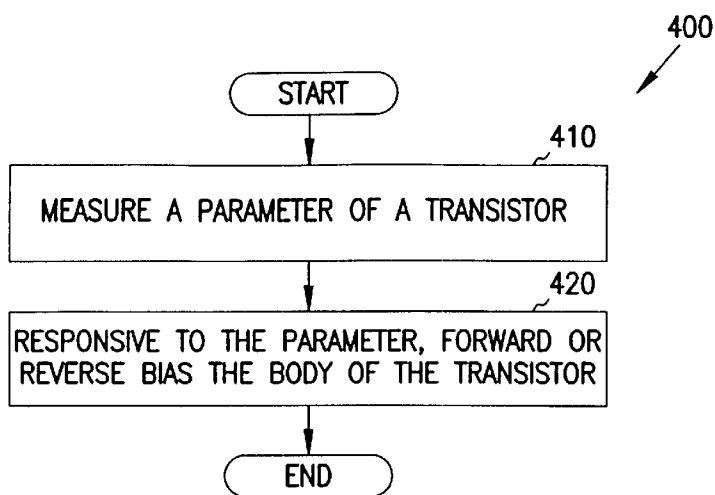 400
START
410
MEASURE A PARAMETER OF A TRANSISTOR
420
RESPONSIVE TO THE PARAMETER, FORWARD OR
REVERSE BIAS THE BODY OF THE TRANSISTOR
END